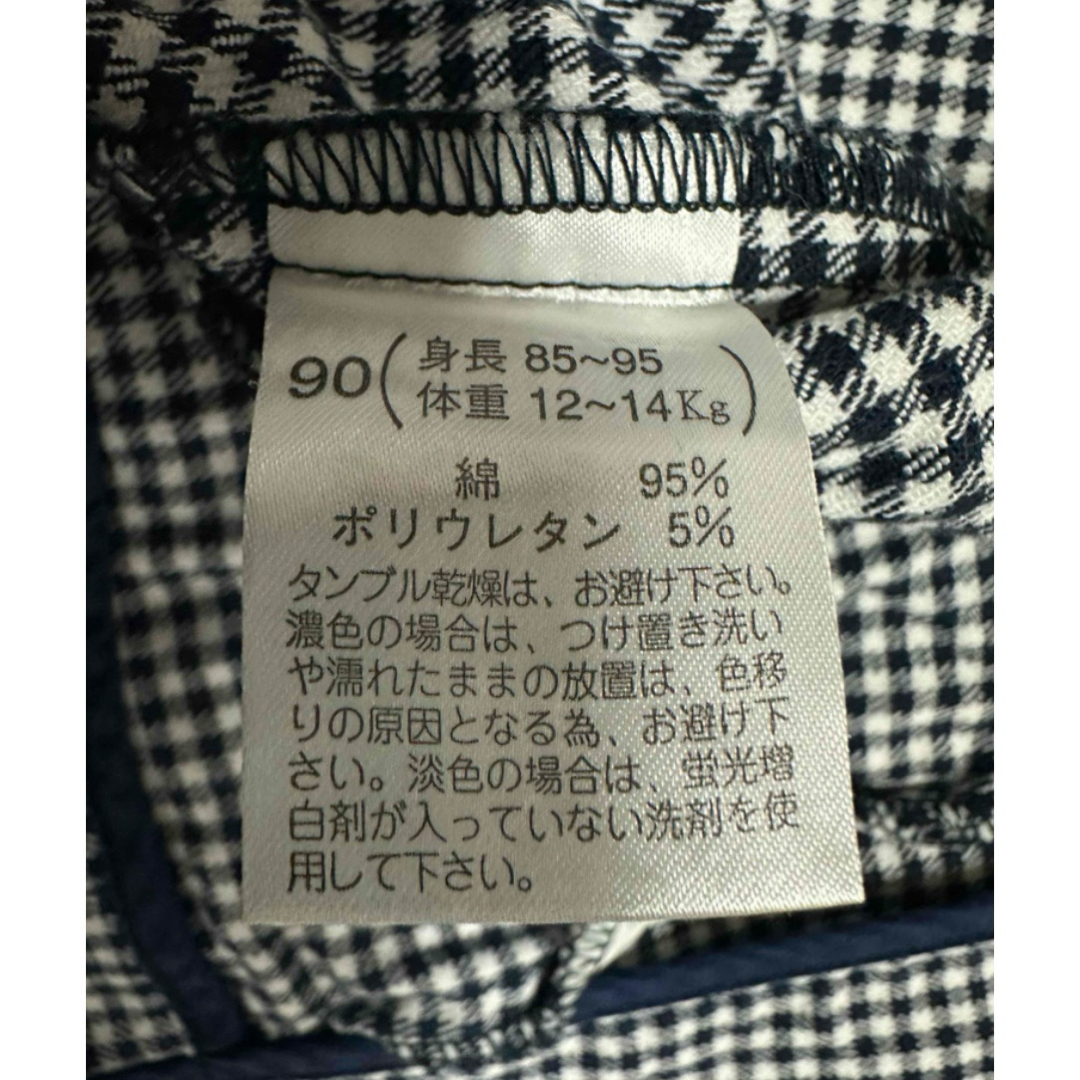 90(身長 85~95
体重 12~14Kg)
綿 95%
ポリウレタン 5%
タンブル乾燥は、お避け下さい。
濃色の場合は、つけ置き洗い
や濡れたままの放置は、色移
りの原因となる為、お避け下
さい。淡色の場合は、蛍光増
白剤が入っていない洗剤を使
用して下さい。